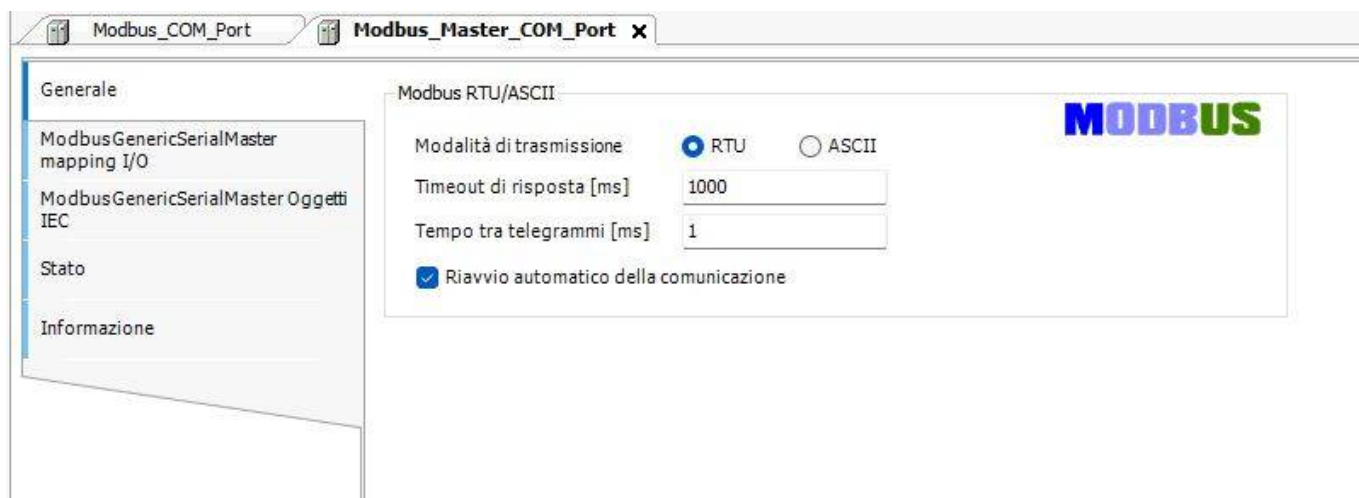 Modbus_COM_Port
Modbus_Master_COM_Port
Generale
ModbusGenericSerialMaster
mapping I/O
ModbusGenericSerialMaster Oggetti
IEC
Stato
Informazione
Modbus RTU/ASCII
MODBUS
Modalità di trasmissione RTU ASCII
Timeout di risposta [ms] 1000
Tempo tra telegrammi [ms] 1
Riavvio automatico della comunicazione